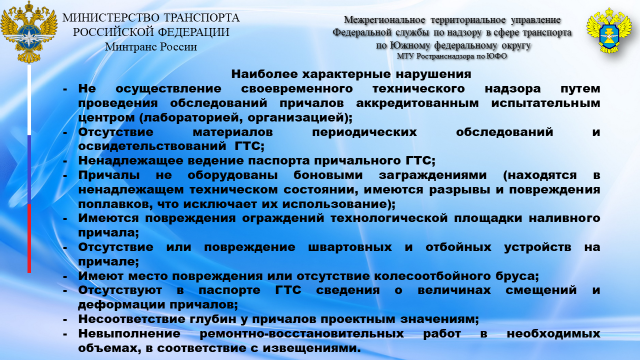 МИНИСТЕРСТВО ТРАНСПОРТА
РОССИЙСКОЙ ФЕДЕРАЦИИ
Минтранс России
Межрегиональное территориальное управление
Федеральной службы по надзору в сфере транспорта
по Южному федеральному округу
МТУ Ространснадзора по ЮФО
Наиболее характерные нарушения
- Не осуществление своевременного технического надзора путем
проведения обследований причалов аккредитованным испытательным
центром (лабораторией, организацией);
- Отсутствие материалов периодических обследований и
освидетельствований ГТС;
- Ненадлежащее ведение паспорта причального ГТС;
- Причалы не оборудованы боновыми заграждениями (находятся в
ненадлежащем техническом состоянии, имеются разрывы и повреждения
поплавков, что исключает их использование);
- Имеются повреждения ограждений технологической площадки наливного
причала;
- Отсутствие или повреждение швартовных и отбойных устройств на
причале;
- Имеют место повреждения или отсутствие колесоотбойного бруса;
- Отсутствуют в паспорте ГТС сведения о величинах смещений и
деформации причалов;
- Несоответствие глубин у причалов проектным значениям;
- Невыполнение ремонтно-восстановительных работ в необходимых
объемах, в соответствие с извещениями.